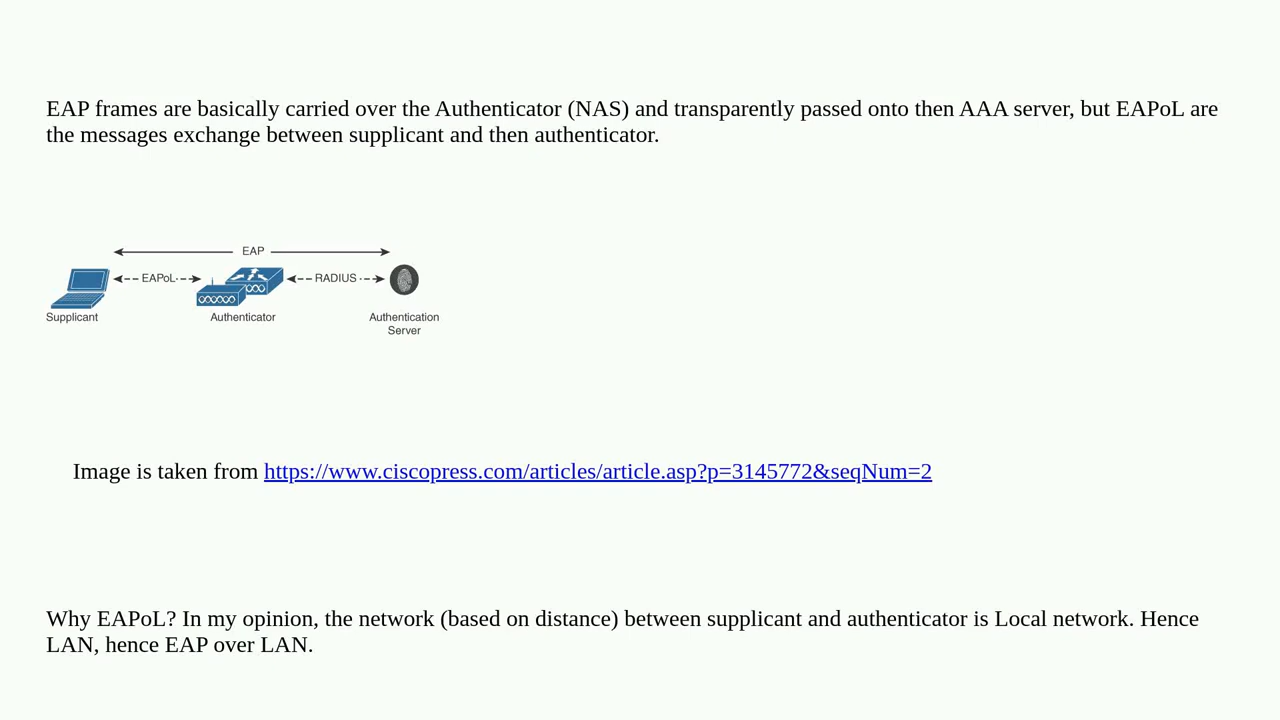 EAP frames are basically carried over the Authenticator (NAS) and transparently passed onto then AAA server, but EAPoL are
the messages exchange between supplicant and then authenticator.
EAP
EAPoL
RADIUS
Supplicant
Authenticator
Authentication
Server
Image is taken from https://www.ciscopress.com/articles/article.asp?p=3145772&seqNum=2
Why EAPoL? In my opinion, the network (based on distance) between supplicant and authenticator is Local network. Hence
LAN, hence EAP over LAN.